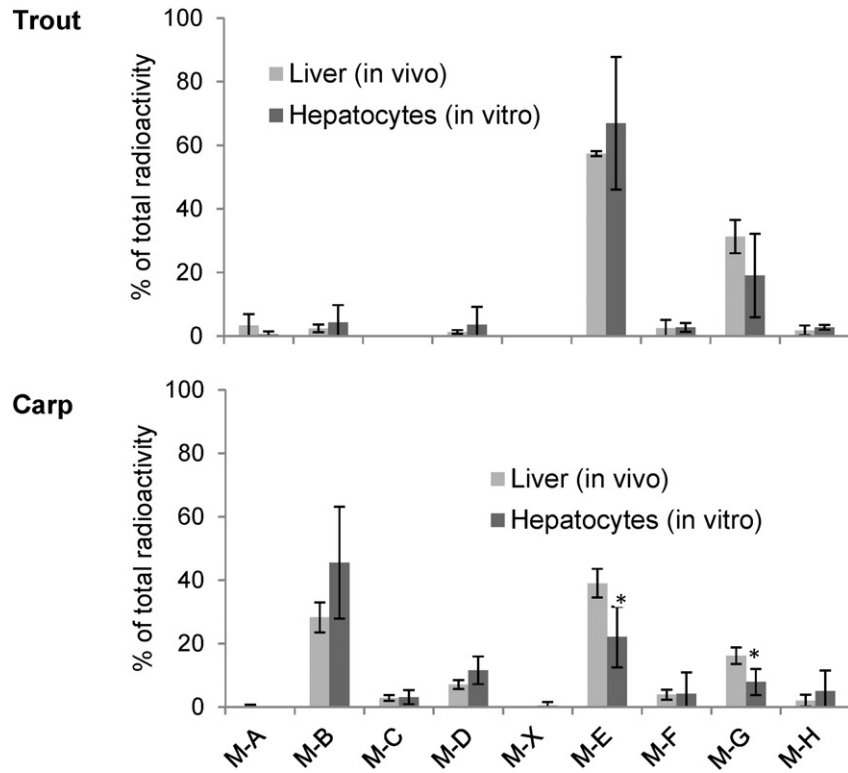 Trout
% of total radioactivity
100
80
60
40
20
0
Liver (in vivo)
Hepatocytes (in vitro)
Carp
% of total radioactivity
100
80
60
40
20
0
Liver (in vivo)
Hepatocytes (in vitro)
*
*
M-A
M-B
M-C
M-D
M-X
M-E
M-F
M-G
M-H